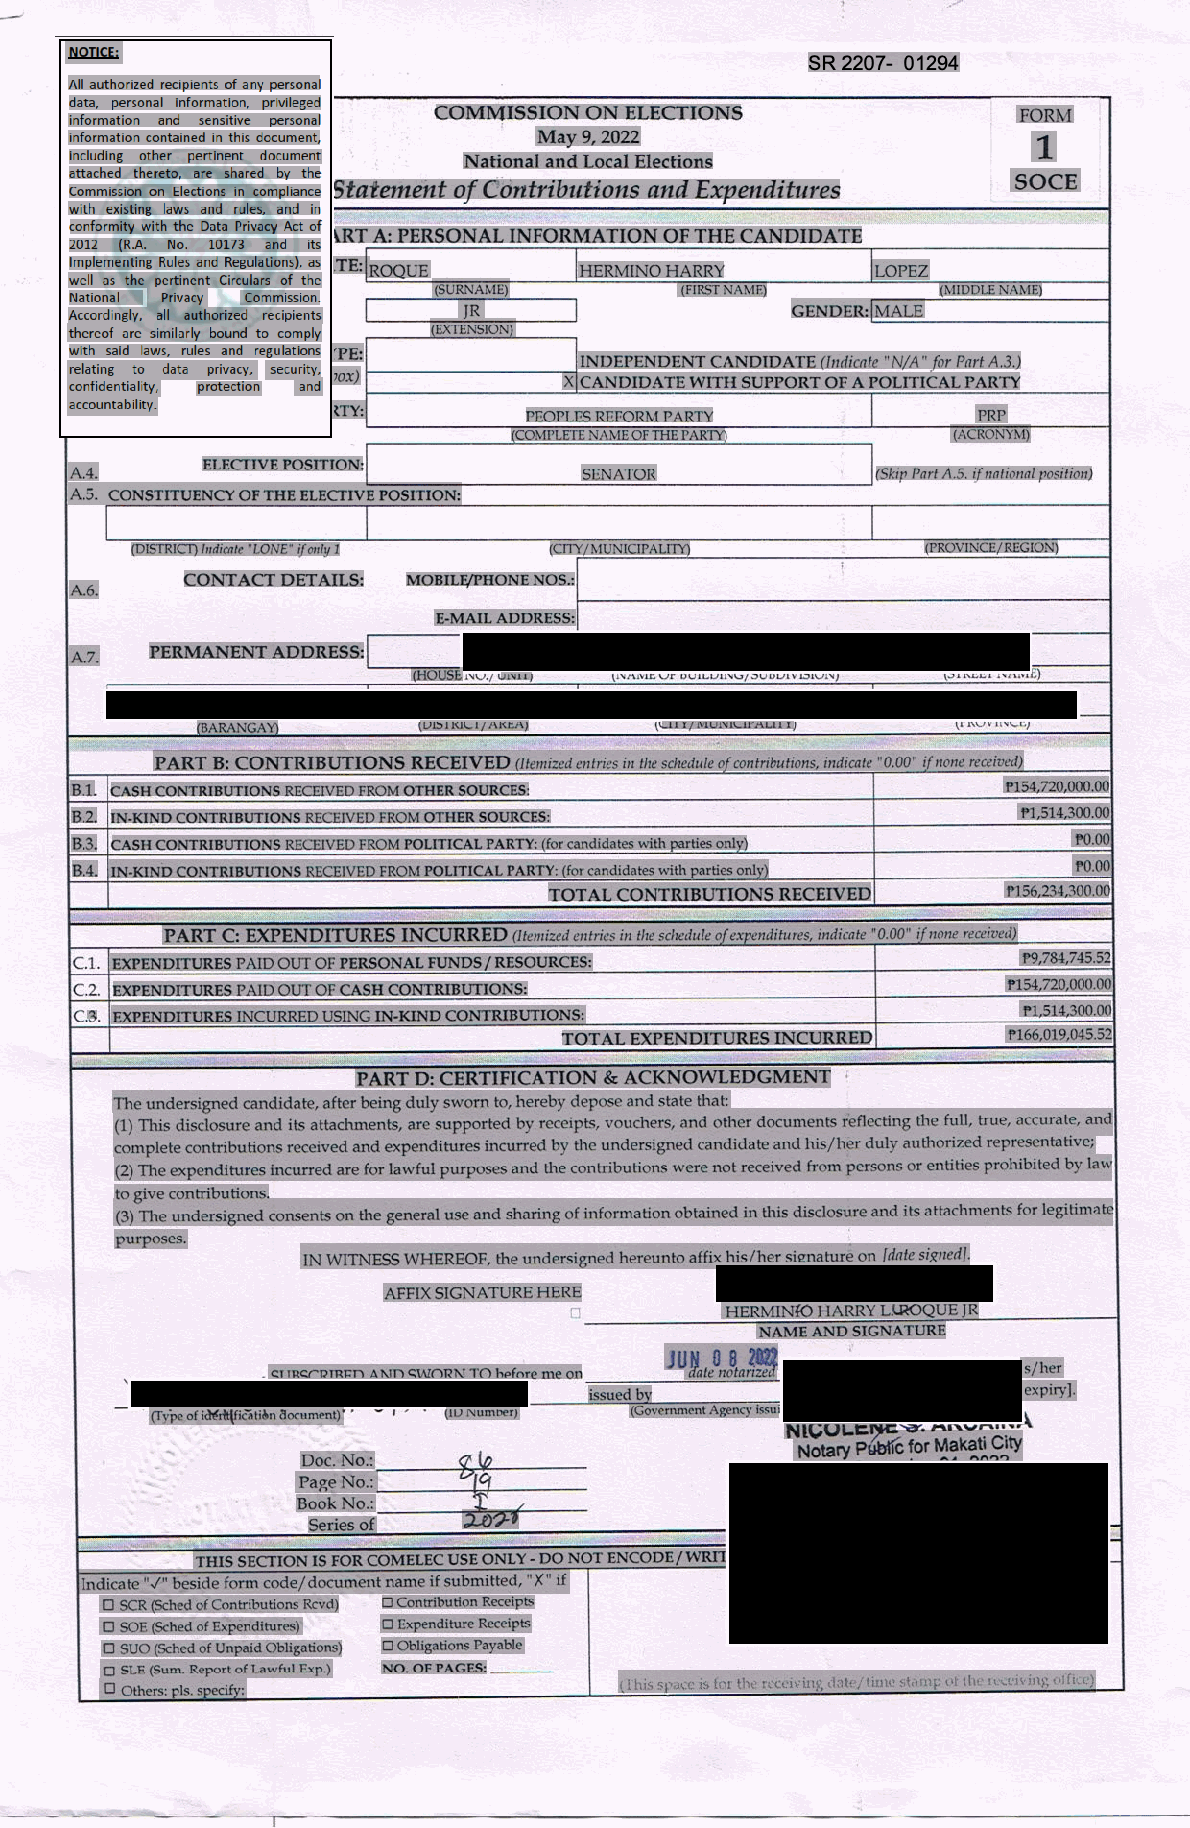 NOTICE:
All authorized recipients of any personal
data, personal information, privileged
information and sensitive personal
information contained in this document,
including other pertinent document
attached thereto, are shared by the
Commission on Elections in compliance
with existing laws and rules, and in
conformity with the Data Privacy Act of
2012 (R.A. No. 10173 and its
Implementing Rules and Regulations), as
well as the pertinent Circulars of the
National Privacy Commission.
Accordingly, all authorized recipients
thereof are similarly bound to comply
with said laws, rules and regulations
relating to data privacy, security,
confidentiality, protection and
accountability.
SR 2207- 01294
COMMISSION ON ELECTIONS
May 9, 2022
National and Local Elections
Statement of Contributions and Expenditures
FORM
1
SOCE
ART A: PERSONAL INFORMATION OF THE CANDIDATE
TE: ROQUE HERMINO HARRY LOPEZ
(SURNAME) (FIRST NAME) (MIDDLE NAME)
JR GENDER: MALE
(EXTENSION)
YPE: INDEPENDENT CANDIDATE (Indicate "N/A" for Part A.3.)
box) X CANDIDATE WITH SUPPORT OF A POLITICAL PARTY
RTY: PEOPLES REFORM PARTY PRP
(COMPLETE NAME OF THE PARTY) (ACRONYM)
A.4. ELECTIVE POSITION: SENATOR (Skip Part A.5. if national position)
A.5. CONSTITUENCY OF THE ELECTIVE POSITION:
(DISTRICT) Indicate "LONE" if only 1 (CITY/MUNICIPALITY) (PROVINCE/REGION)
A.6. CONTACT DETAILS: MOBILE/PHONE NOS.:
E-MAIL ADDRESS:
A.7. PERMANENT ADDRESS:
(HOUSE NO./ UNIT) (NAME OF BUILDING/SUBDIVISION) (STREET NAME)
(BARANGAY) (DISTRICT/AREA) (CITY/MUNICIPALITY) (PROVINCE)
PART B: CONTRIBUTIONS RECEIVED (Itemized entries in the schedule of contributions, indicate "0.00" if none received)
B.1. CASH CONTRIBUTIONS RECEIVED FROM OTHER SOURCES: ₱154,720,000.00
B.2. IN-KIND CONTRIBUTIONS RECEIVED FROM OTHER SOURCES: ₱1,514,300.00
B.3. CASH CONTRIBUTIONS RECEIVED FROM POLITICAL PARTY: (for candidates with parties only) ₱0.00
B.4. IN-KIND CONTRIBUTIONS RECEIVED FROM POLITICAL PARTY: (for candidates with parties only) ₱0.00
TOTAL CONTRIBUTIONS RECEIVED ₱156,234,300.00
PART C: EXPENDITURES INCURRED (Itemized entries in the schedule of expenditures, indicate "0.00" if none received)
C.1. EXPENDITURES PAID OUT OF PERSONAL FUNDS / RESOURCES: ₱9,784,745.52
C.2. EXPENDITURES PAID OUT OF CASH CONTRIBUTIONS: ₱154,720,000.00
C.3. EXPENDITURES INCURRED USING IN-KIND CONTRIBUTIONS: ₱1,514,300.00
TOTAL EXPENDITURES INCURRED ₱166,019,045.52
PART D: CERTIFICATION & ACKNOWLEDGMENT
The undersigned candidate, after being duly sworn to, hereby depose and state that:
(1) This disclosure and its attachments, are supported by receipts, vouchers, and other documents reflecting the full, true, accurate, and
complete contributions received and expenditures incurred by the undersigned candidate and his/her duly authorized representative;
(2) The expenditures incurred are for lawful purposes and the contributions were not received from persons or entities prohibited by law
to give contributions.
(3) The undersigned consents on the general use and sharing of information obtained in this disclosure and its attachments for legitimate
purposes.
IN WITNESS WHEREOF, the undersigned hereunto affix his/her signature on [date signed].
AFFIX SIGNATURE HERE
HERMINIO HARRY L. ROQUE JR
NAME AND SIGNATURE
JUN 08 2022
SUBSCRIBED AND SWORN TO before me on date notarized s/her
issued by expiry].
(Type of identification document) (ID Number) (Government Agency issui
NICOLENE S. ARCAINA
Notary Public for Makati City
Doc. No.: 86
Page No.: 19
Book No.: I
Series of 2022
THIS SECTION IS FOR COMELEC USE ONLY - DO NOT ENCODE/WRIT
Indicate "✓" beside form code/document name if submitted, "X" if
☐ SCR (Sched of Contributions Rcvd) ☐ Contribution Receipts
☐ SOE (Sched of Expenditures) ☐ Expenditure Receipts
☐ SUO (Sched of Unpaid Obligations) ☐ Obligations Payable
☐ SLE (Sum. Report of Lawful Exp.) NO. OF PAGES:
☐ Others: pls. specify:
(This space is for the receiving date/time stamp of the receiving office)